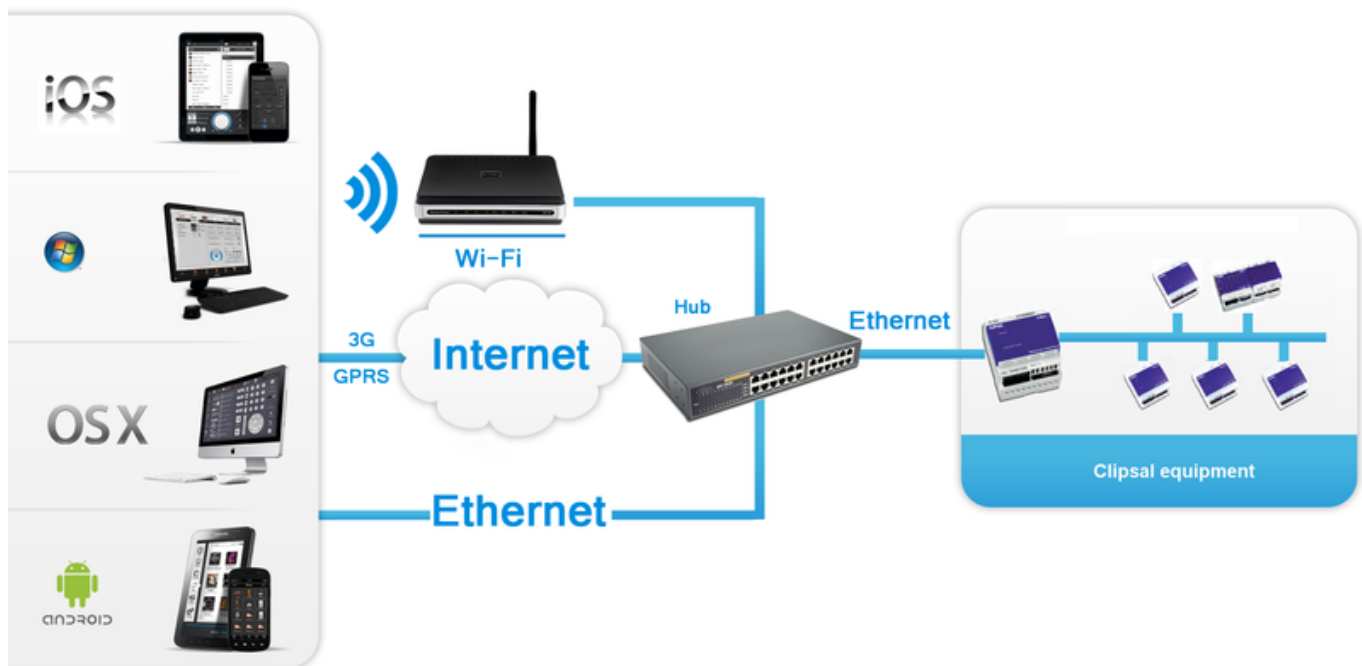 iOS
Wi-Fi
Hub
Ethernet
3G
GPRS
Internet
OS X
Ethernet
Clipsal equipment
ANDROID